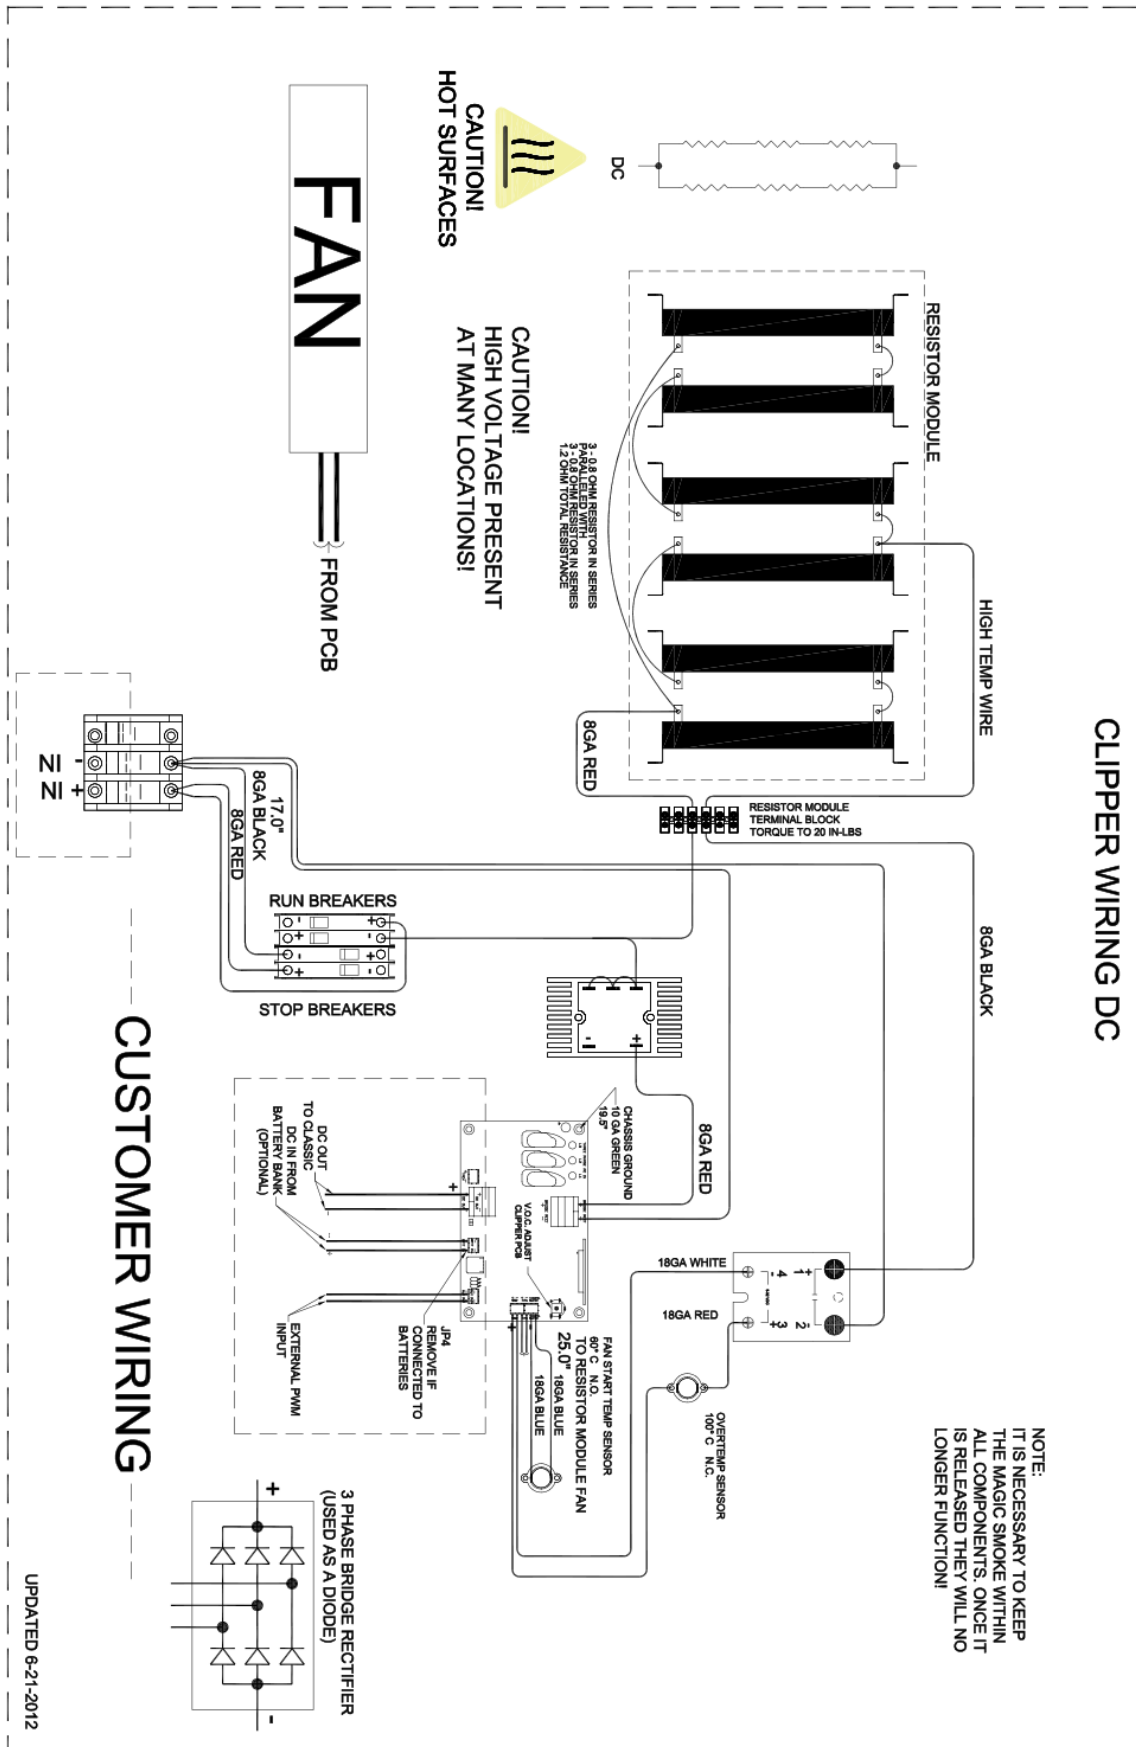 CLIPPER WIRING DC
NOTE:
IT IS NECESSARY TO KEEP
THE MAGIC SMOKE WITHIN
ALL COMPONENTS. ONCE IT
IS RELEASED THEY WILL NO
LONGER FUNCTION!
RESISTOR MODULE
HIGH TEMP WIRE
8GA BLACK
DC
3 - 0.8 OHM RESISTOR IN SERIES
PARALLELED WITH
3 - 0.8 OHM RESISTOR IN SERIES
1.2 OHM TOTAL RESISTANCE
8GA RED
RESISTOR MODULE
TERMINAL BLOCK
TORQUE TO 20 IN-LBS
CAUTION!
HOT SURFACES
CAUTION!
HIGH VOLTAGE PRESENT
AT MANY LOCATIONS!
FAN
FROM PCB
1 +
- 2
4 -
+ 3
18GA WHITE
18GA RED
OVERTEMP SENSOR
100° C N.C.
8GA RED
- +
CHASSIS GROUND
10 GA GREEN
19.5"
V.O.C. ADJUST
CLIPPER PCB
FAN START TEMP SENSOR
60° C N.O.
TO RESISTOR MODULE FAN
25.0"
18GA BLUE
18GA BLUE
17.0"
8GA BLACK
8GA RED
- IN
+ IN
RUN BREAKERS
STOP BREAKERS
DC OUT
TO CLASSIC
DC IN FROM
BATTERY BANK
(OPTIONAL)
EXTERNAL PWM
INPUT
JP4
REMOVE IF
CONNECTED TO
BATTERIES
CUSTOMER WIRING
3 PHASE BRIDGE RECTIFIER
(USED AS A DIODE)
+ -
UPDATED 6-21-2012